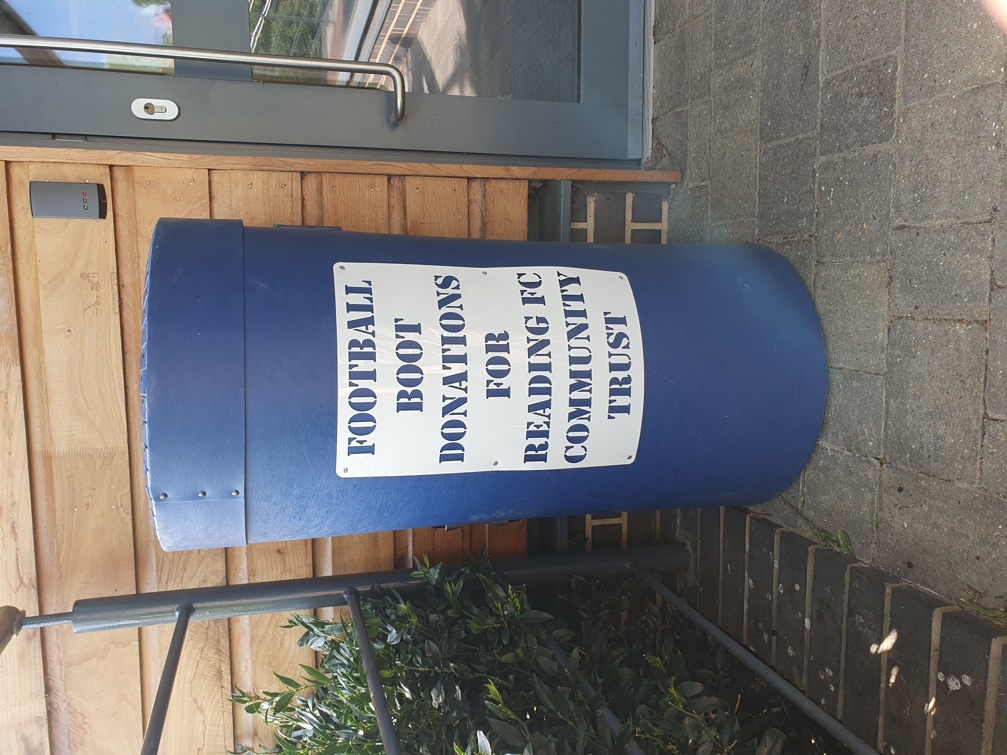 FOOTBALL
BOOT
DONATIONS
FOR
READING FC
COMMUNITY
TRUST